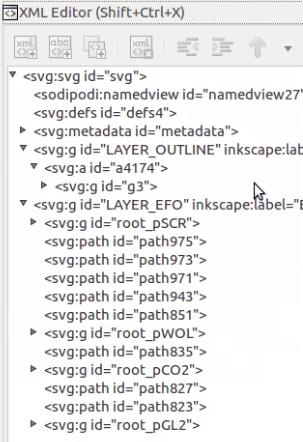 XML Editor (Shift+Ctrl+X)
xml
abc
xml
<svg:svg id="svg">
<sodipodi:namedview id="namedview27"
<svg:defs id="defs4">
<svg:metadata id="metadata">
<svg:g id="LAYER_OUTLINE" inkscape:lab
<svg:a id="a4174">
<svg:g id="g3">
<svg:g id="LAYER_EFO" inkscape:label="E
<svg:g id="root_pSCR">
<svg:path id="path975">
<svg:path id="path973">
<svg:path id="path971">
<svg:path id="path943">
<svg:path id="path851">
<svg:g id="root_pWOL">
<svg:path id="path835">
<svg:g id="root_pCO2">
<svg:path id="path827">
<svg:path id="path823">
<svg:g id="root_pGL2">